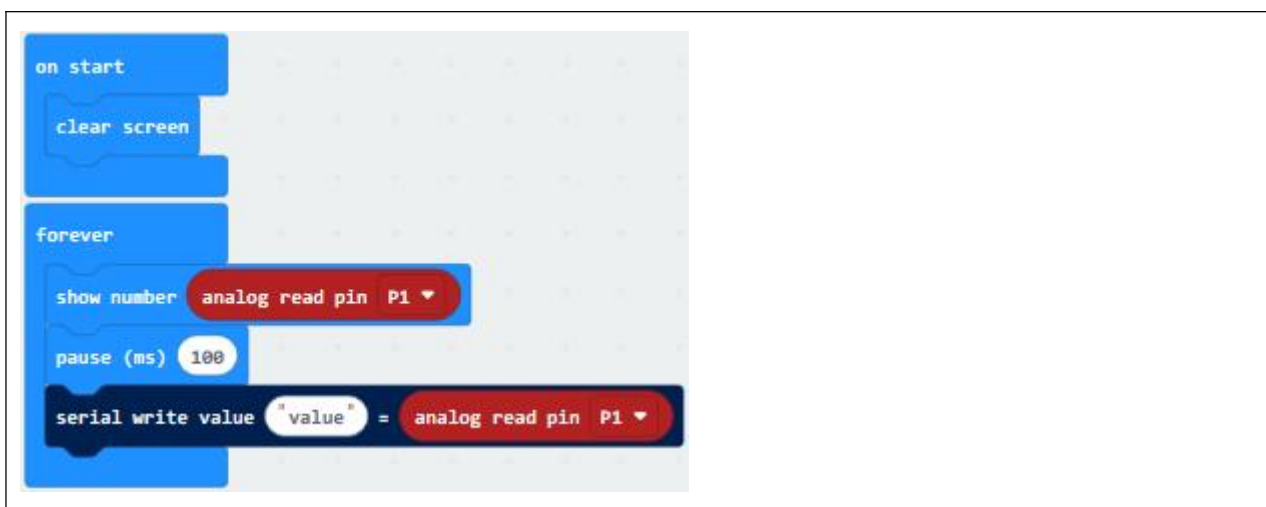 on start
clear screen
forever
show number analog read pin P1
pause (ms) 100
serial write value "value" = analog read pin P1